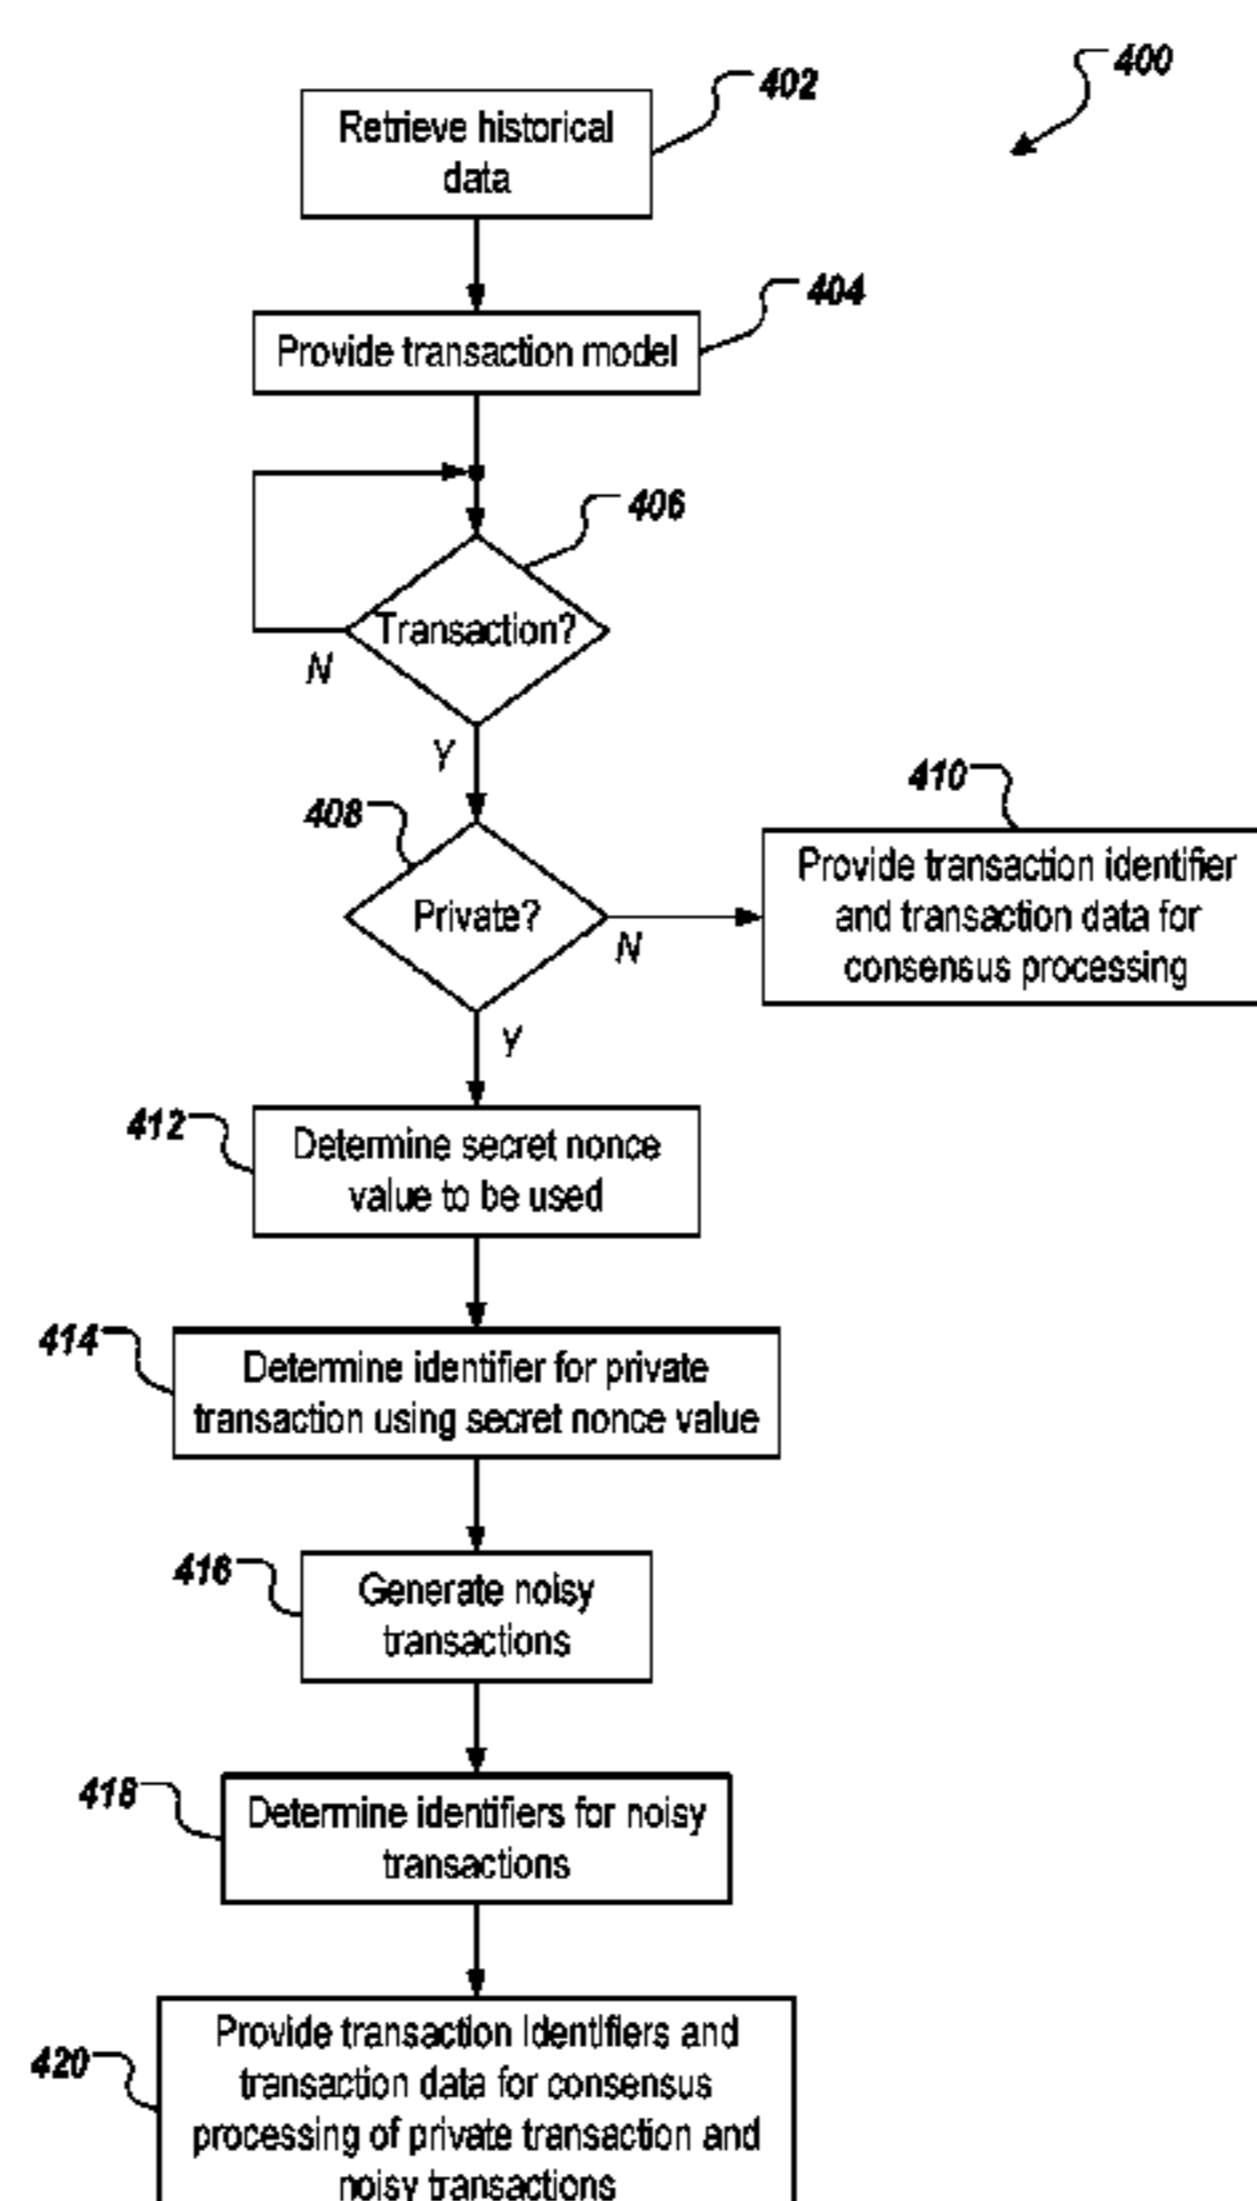 400
402
Retrieve historical
data
404
Provide transaction model
406
Transaction?
N
Y
408
410
Private?
N
Provide transaction identifier
and transaction data for
consensus processing
Y
412
Determine secret nonce
value to be used
414
Determine identifier for private
transaction using secret nonce value
416
Generate noisy
transactions
418
Determine identifiers for noisy
transactions
420
Provide transaction identifiers and
transaction data for consensus
processing of private transaction and
noisy transactions